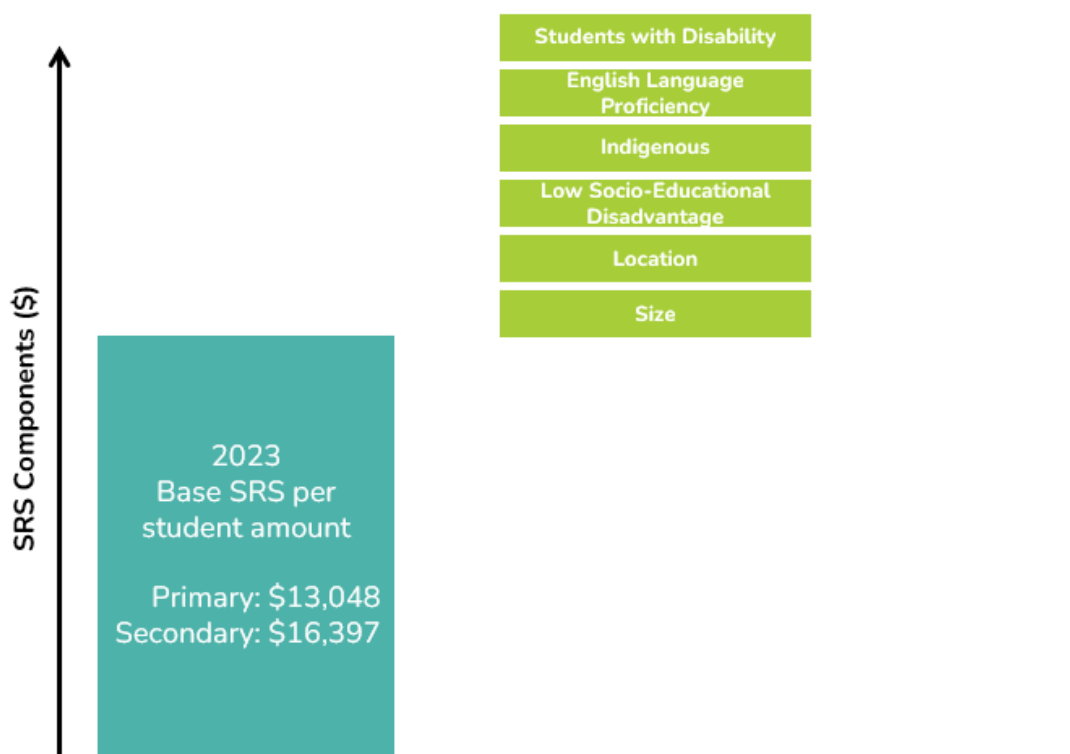 SRS Components ($)
2023
Base SRS per
student amount
Primary: $13,048
Secondary: $16,397
Students with Disability
English Language
Proficiency
Indigenous
Low Socio-Educational
Disadvantage
Location
Size